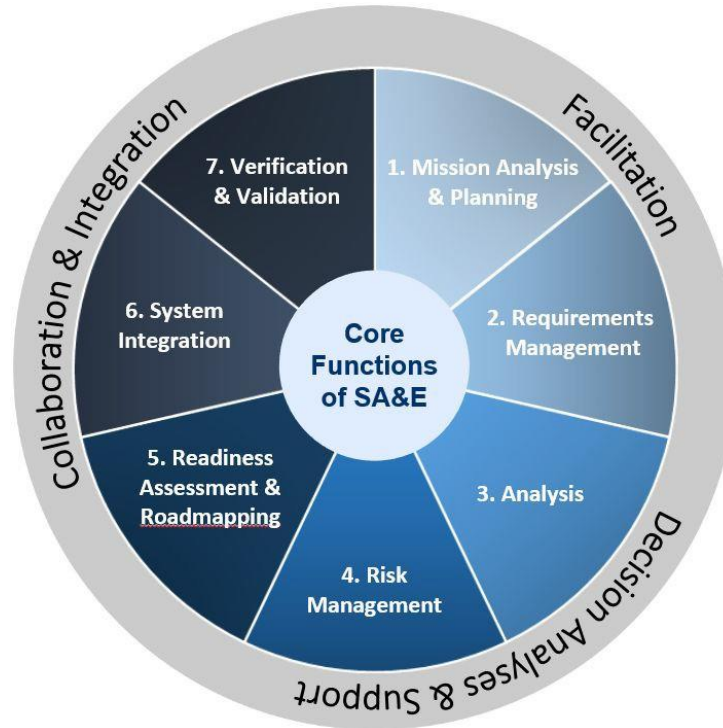 Core
Functions
of SA&E
1. Mission Analysis
& Planning
2. Requirements
Management
3. Analysis
4. Risk
Management
5. Readiness
Assessment &
Roadmapping
6. System
Integration
7. Verification
& Validation
Facilitation
Decision Analyses & Support
Collaboration & Integration